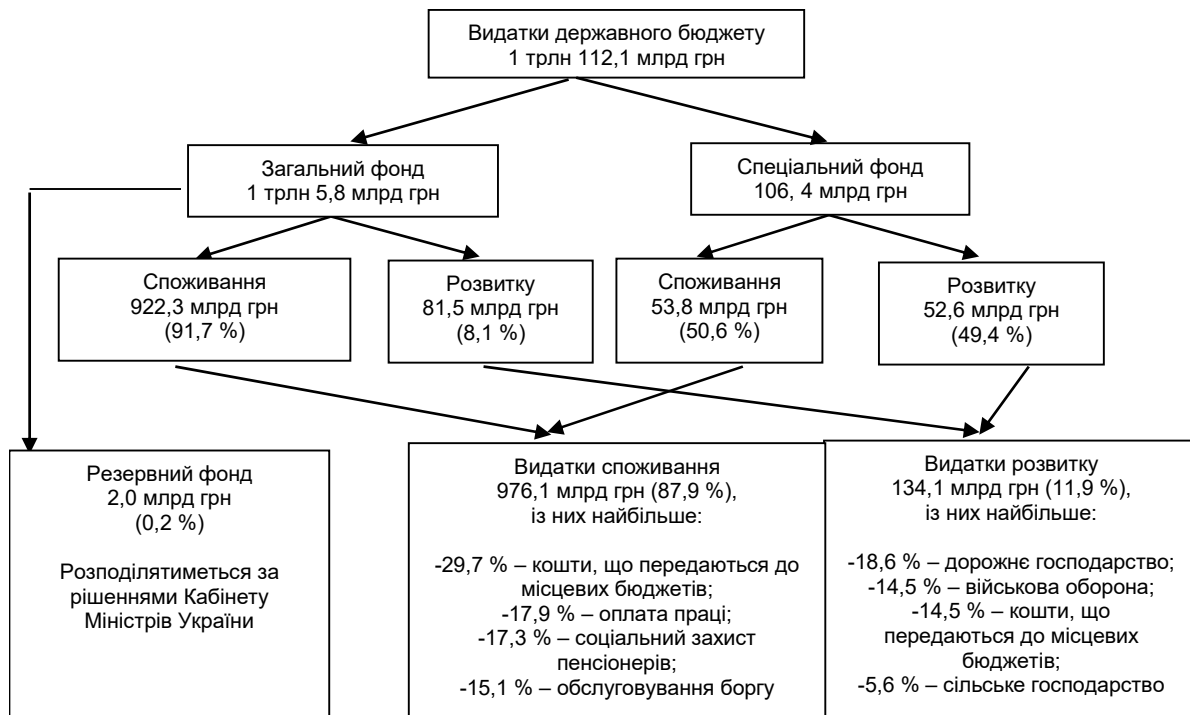 Видатки державного бюджету
1 трлн 112,1 млрд грн
Загальний фонд
1 трлн 5,8 млрд грн
Спеціальний фонд
106, 4 млрд грн
Споживання
922,3 млрд грн
(91,7 %)
Розвитку
81,5 млрд грн
(8,1 %)
Споживання
53,8 млрд грн
(50,6 %)
Розвитку
52,6 млрд грн
(49,4 %)
Резервний фонд
2,0 млрд грн
(0,2 %)
Розподілятиметься за
рішеннями Кабінету
Міністрів України
Видатки споживання
976,1 млрд грн (87,9 %),
із них найбільше:
-29,7 % – кошти, що передаються до
місцевих бюджетів;
-17,9 % – оплата праці;
-17,3 % – соціальний захист
пенсіонерів;
-15,1 % – обслуговування боргу
Видатки розвитку
134,1 млрд грн (11,9 %),
із них найбільше:
-18,6 % – дорожнє господарство;
-14,5 % – військова оборона;
-14,5 % – кошти, що
передаються до місцевих
бюджетів;
-5,6 % – сільське господарство